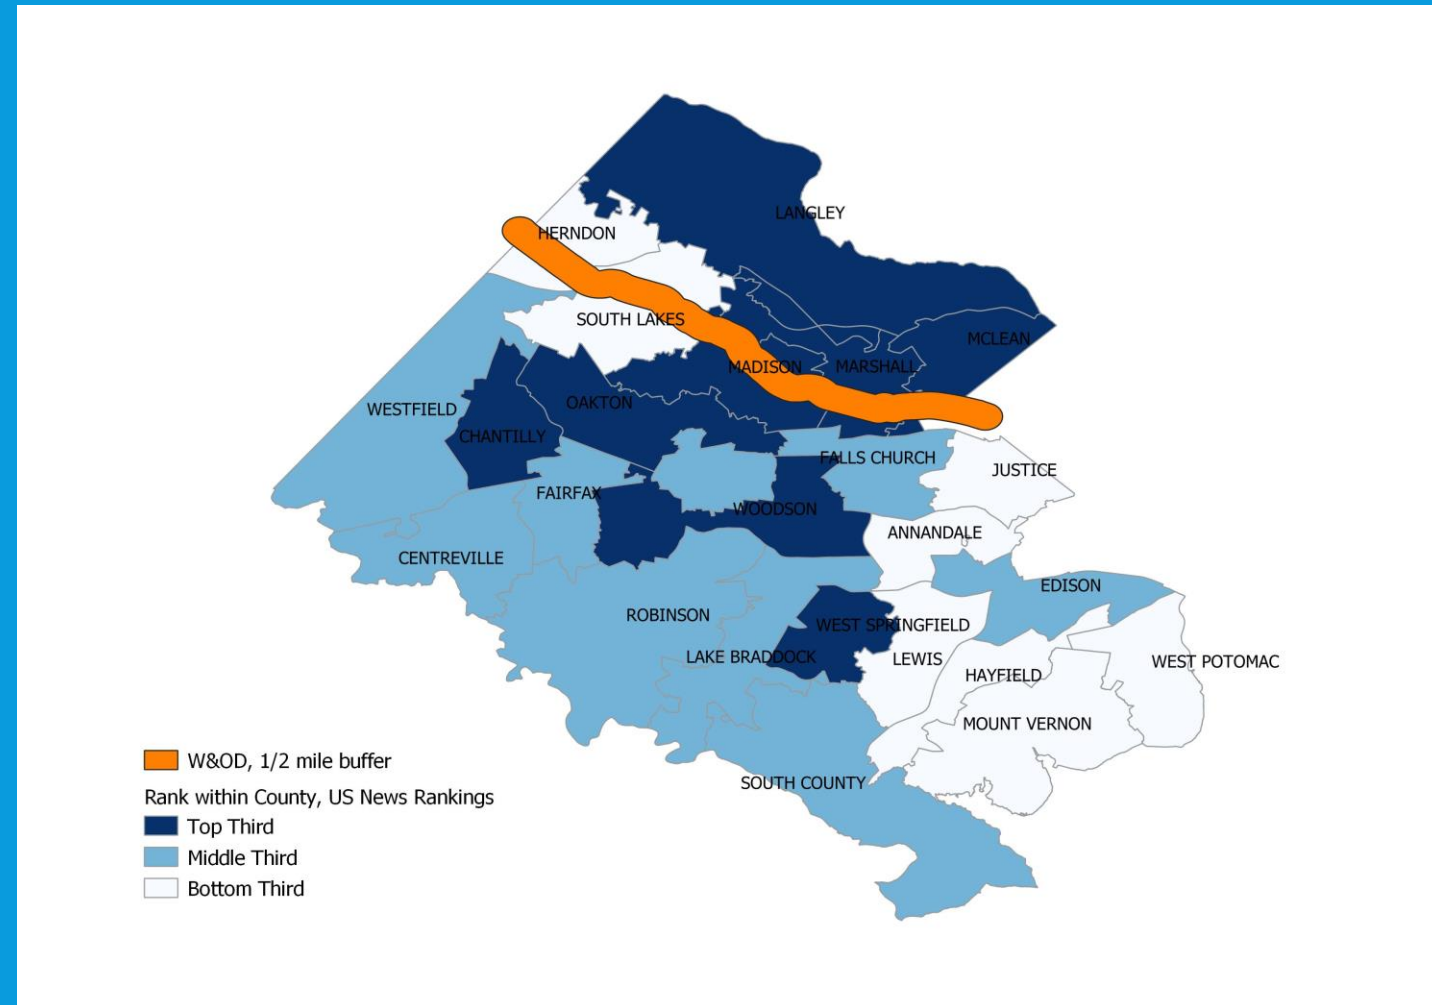 LANGLEY
HERNDON
SOUTH LAKES
MCLEAN
MADISON
MARSHALL
OAKTON
WESTFIELD
CHANTILLY
FALLS CHURCH
JUSTICE
FAIRFAX
WOODSON
ANNANDALE
CENTREVILLE
EDISON
ROBINSON
WEST SPRINGFIELD
LAKE BRADDOCK
LEWIS
WEST POTOMAC
HAYFIELD
MOUNT VERNON
SOUTH COUNTY
W&OD, 1/2 mile buffer
Rank within County, US News Rankings
Top Third
Middle Third
Bottom Third